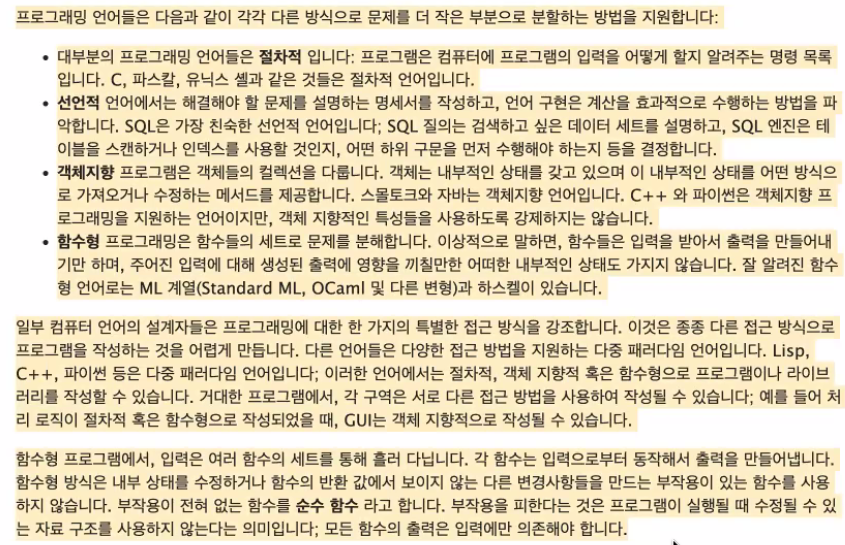 프로그래밍 언어들은 다음과 같이 각각 다른 방식으로 문제를 더 작은 부분으로 분할하는 방법을 지원합니다:
• 대부분의 프로그래밍 언어들은 절차적 입니다: 프로그램은 컴퓨터에 프로그램의 입력을 어떻게 할지 알려주는 명령 목록
입니다. C, 파스칼, 유닉스 셸과 같은 것들은 절차적 언어입니다.
• 선언적 언어에서는 해결해야 할 문제를 설명하는 명세서를 작성하고, 언어 구현은 계산을 효과적으로 수행하는 방법을 파
악합니다. SQL은 가장 친숙한 선언적 언어입니다; SQL 질의는 검색하고 싶은 데이터 세트를 설명하고, SQL 엔진은 테
이블을 스캔하거나 인덱스를 사용할 것인지, 어떤 하위 구문을 먼저 수행해야 하는지 등을 결정합니다.
• 객체지향 프로그램은 객체들의 컬렉션을 다룹니다. 객체는 내부적인 상태를 갖고 있으며 이 내부적인 상태를 어떤 방식으
로 가져오거나 수정하는 메서드를 제공합니다. 스몰토크와 자바는 객체지향 언어입니다. C++ 와 파이썬은 객체지향 프
로그래밍을 지원하는 언어이지만, 객체 지향적인 특성들을 사용하도록 강제하지는 않습니다.
• 함수형 프로그래밍은 함수들의 세트로 문제를 분해합니다. 이상적으로 말하면, 함수들은 입력을 받아서 출력을 만들어내
기만 하며, 주어진 입력에 대해 생성된 출력에 영향을 끼칠만한 어떠한 내부적인 상태도 가지지 않습니다. 잘 알려진 함수
형 언어로는 ML 계열(Standard ML, OCaml 및 다른 변형)과 하스켈이 있습니다.
일부 컴퓨터 언어의 설계자들은 프로그래밍에 대한 한 가지의 특별한 접근 방식을 강조합니다. 이것은 종종 다른 접근 방식으로
프로그램을 작성하는 것을 어렵게 만듭니다. 다른 언어들은 다양한 접근 방법을 지원하는 다중 패러다임 언어입니다. Lisp,
C++, 파이썬 등은 다중 패러다임 언어입니다; 이러한 언어에서는 절차적, 객체 지향적 혹은 함수형으로 프로그램이나 라이브
러리를 작성할 수 있습니다. 거대한 프로그램에서, 각 구역은 서로 다른 접근 방법을 사용하여 작성될 수 있습니다; 예를 들어 처
리 로직이 절차적 혹은 함수형으로 작성되었을 때, GUI는 객체 지향적으로 작성될 수 있습니다.
함수형 프로그램에서, 입력은 여러 함수의 세트를 통해 흘러 다닙니다. 각 함수는 입력으로부터 동작해서 출력을 만들어냅니다.
함수형 방식은 내부 상태를 수정하거나 함수의 반환 값에서 보이지 않는 다른 변경사항들을 만드는 부작용이 있는 함수를 사용
하지 않습니다. 부작용이 전혀 없는 함수를 순수 함수 라고 합니다. 부작용을 피한다는 것은 프로그램이 실행될 때 수정될 수 있
는 자료 구조를 사용하지 않는다는 의미입니다; 모든 함수의 출력은 입력에만 의존해야 합니다.